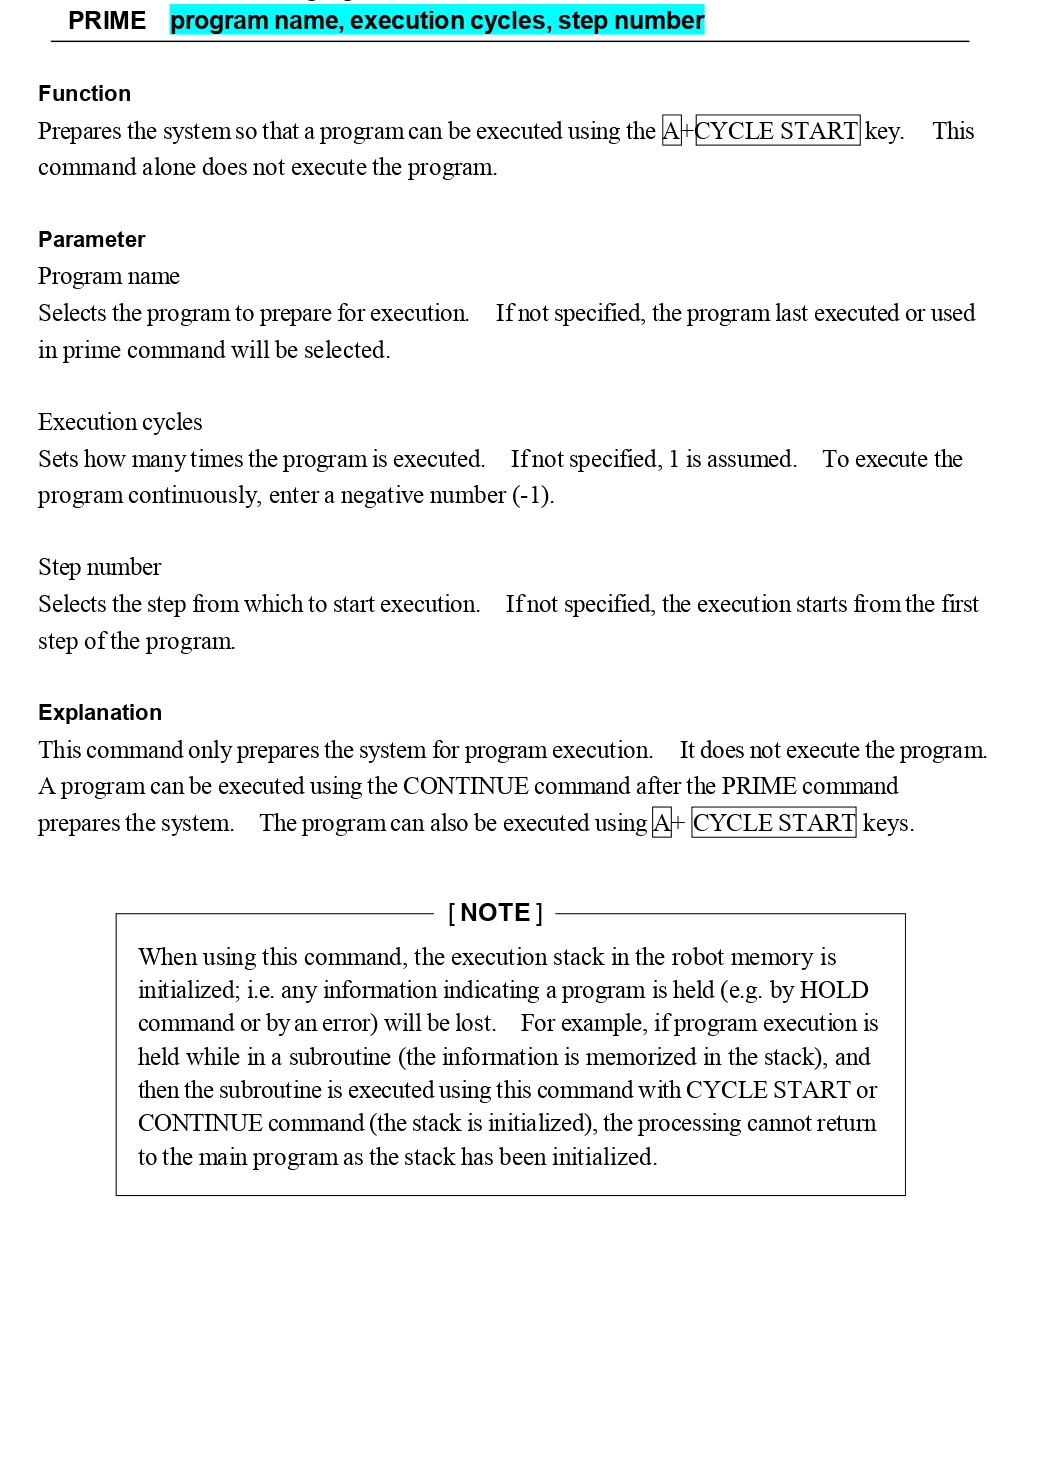 PRIME program name, execution cycles, step number
Function
Prepares the system so that a program can be executed using the A+CYCLE START key. This
command alone does not execute the program.
Parameter
Program name
Selects the program to prepare for execution. If not specified, the program last executed or used
in prime command will be selected.
Execution cycles
Sets how many times the program is executed. If not specified, 1 is assumed. To execute the
program continuously, enter a negative number (-1).
Step number
Selects the step from which to start execution. If not specified, the execution starts from the first
step of the program.
Explanation
This command only prepares the system for program execution. It does not execute the program.
A program can be executed using the CONTINUE command after the PRIME command
prepares the system. The program can also be executed using A+ CYCLE START keys.
[ NOTE ]
When using this command, the execution stack in the robot memory is
initialized; i.e. any information indicating a program is held (e.g. by HOLD
command or by an error) will be lost. For example, if program execution is
held while in a subroutine (the information is memorized in the stack), and
then the subroutine is executed using this command with CYCLE START or
CONTINUE command (the stack is initialized), the processing cannot return
to the main program as the stack has been initialized.